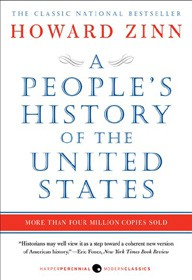 THE CLASSIC NATIONAL BESTSELLER
HOWARD ZINN
A
PEOPLE'S
HISTORY
OF THE
UNITED
STATES
MORE THAN FOUR MILLION COPIES SOLD
"Historians may well view it as a step toward a coherent new version
of American history." —Eric Foner, New York Times Book Review
HARPERPERENNIAL MODERNCLASSICS